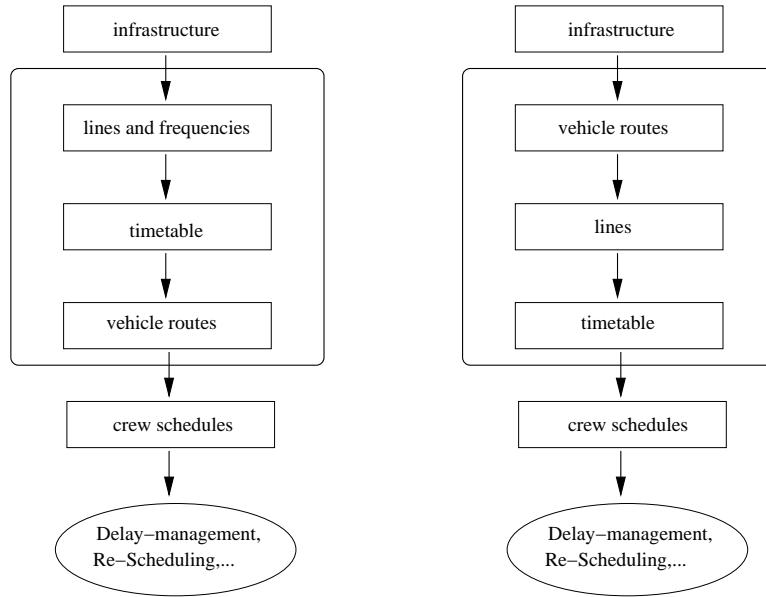 infrastructure
lines and frequencies
timetable
vehicle routes
crew schedules
Delay−management,
Re−Scheduling,...
infrastructure
vehicle routes
lines
timetable
crew schedules
Delay−management,
Re−Scheduling,...